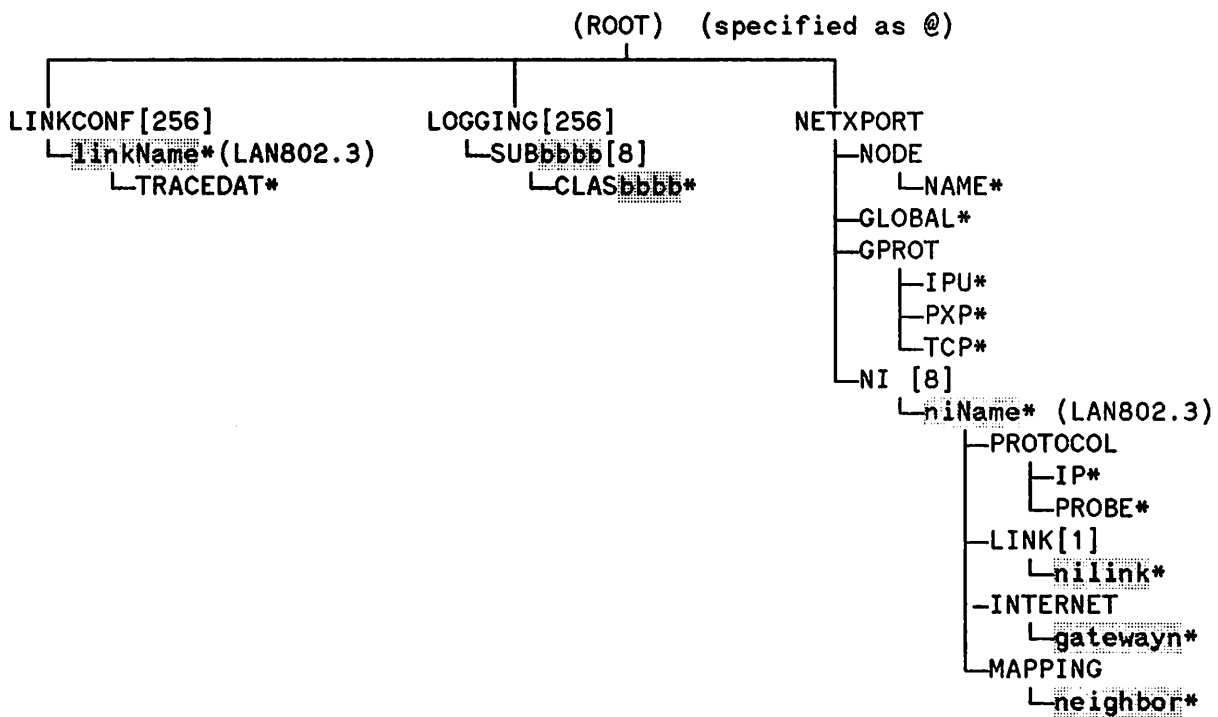 (ROOT) (specified as @)
LINKCONF[256] LOGGING[256] NETXPORT
linkName*(LAN802.3) SUBbbbb[8] NODE
TRACEDAT* CLASbbbb* NAME*
GLOBAL*
GPROT
IPU*
PXP*
TCP*
NI [8]
niName* (LAN802.3)
PROTOCOL
IP*
PROBE*
LINK[1]
nilink*
INTERNET
gatewayn*
MAPPING
neighbor*